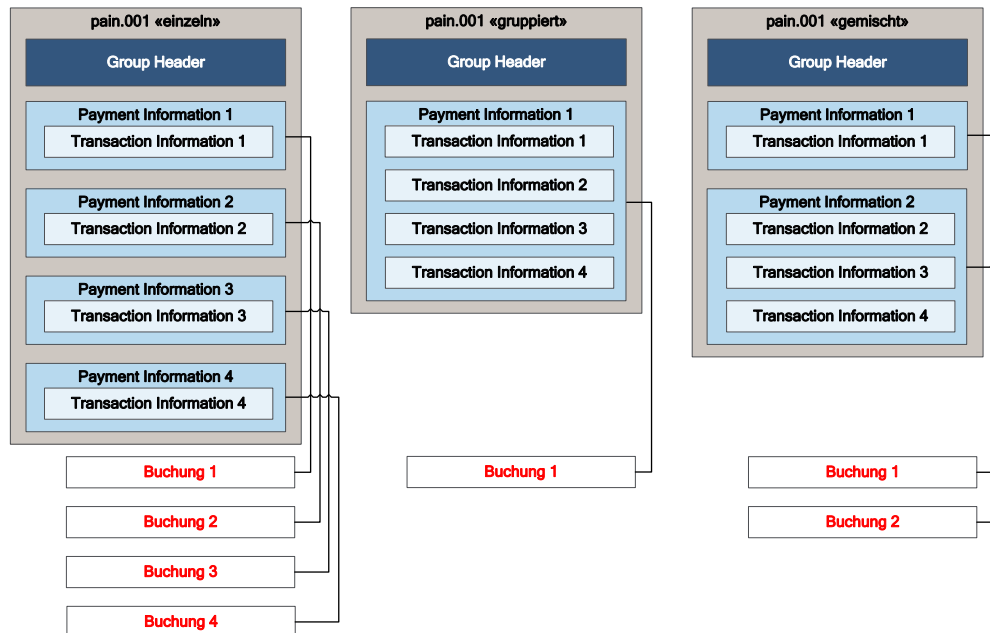 pain.001 «einzeln»
Group Header
Payment Information 1
Transaction Information 1
Payment Information 2
Transaction Information 2
Payment Information 3
Transaction Information 3
Payment Information 4
Transaction Information 4
Buchung 1
Buchung 2
Buchung 3
Buchung 4
pain.001 «gruppiert»
Group Header
Payment Information 1
Transaction Information 1
Transaction Information 2
Transaction Information 3
Transaction Information 4
Buchung 1
pain.001 «gemischt»
Group Header
Payment Information 1
Transaction Information 1
Payment Information 2
Transaction Information 2
Transaction Information 3
Transaction Information 4
Buchung 1
Buchung 2